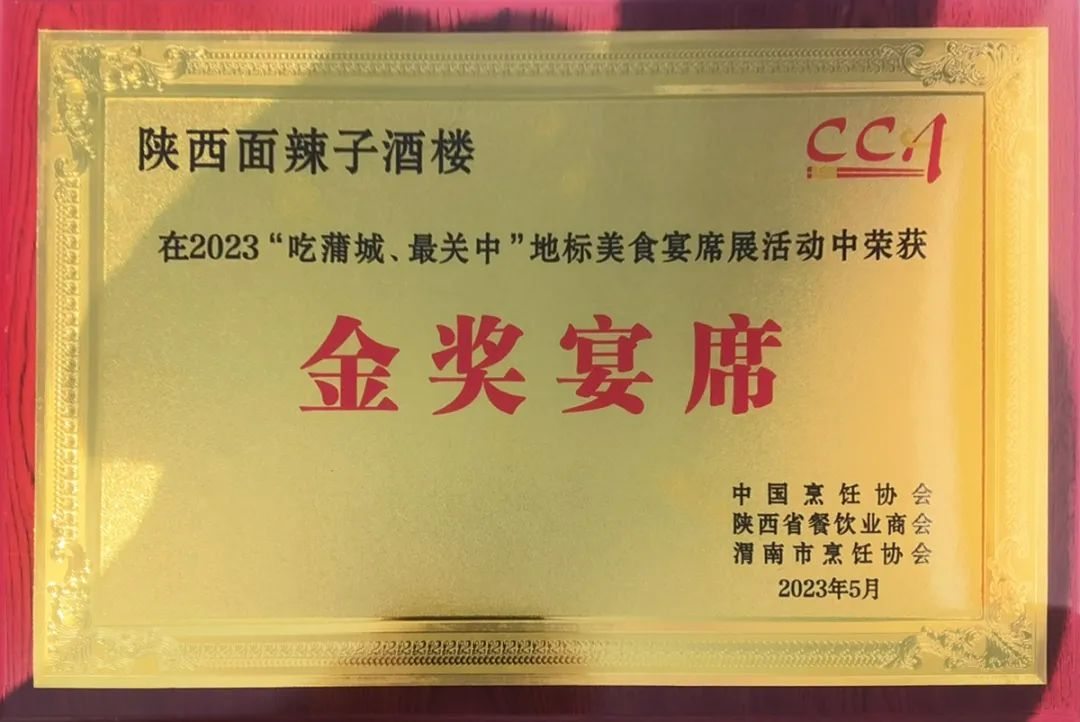 陕西面辣子酒楼
CCA
在2023“吃蒲城、最关中”地标美食宴席展活动中荣获
金奖宴席
中国烹饪协会
陕西省餐饮业商会
渭南市烹饪协会
2023年5月